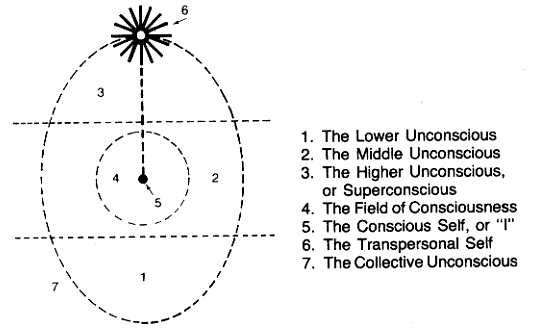 6
3
4
2
5
1
7
1. The Lower Unconscious
2. The Middle Unconscious
3. The Higher Unconscious,
or Superconscious
4. The Field of Consciousness
5. The Conscious Self, or "I"
6. The Transpersonal Self
7. The Collective Unconscious